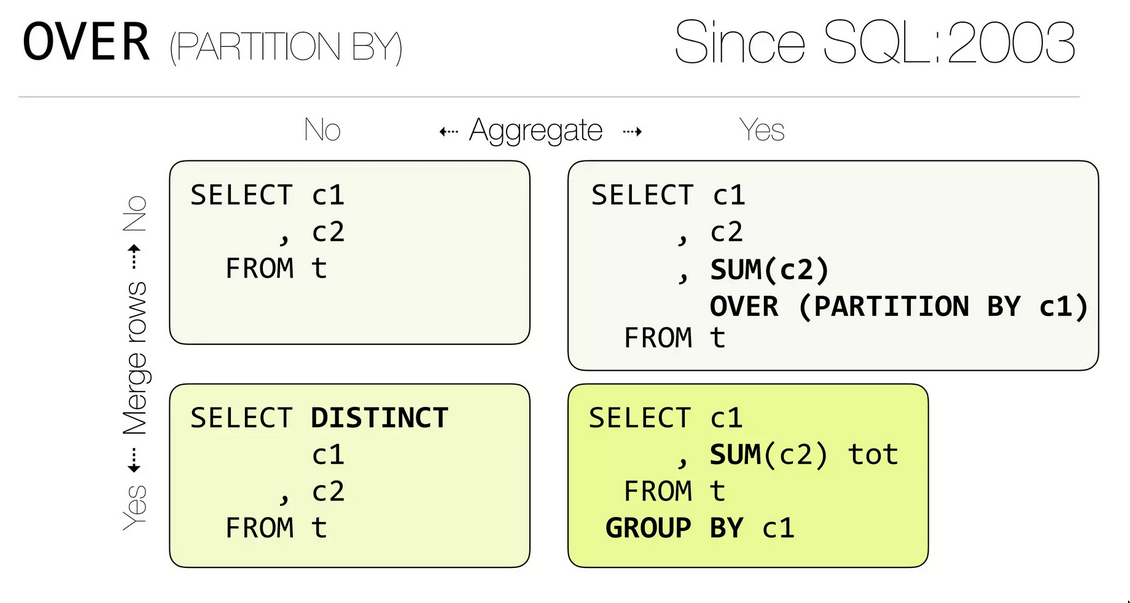 OVER (PARTITION BY)
Since SQL:2003
No ⇠ Aggregate ⇢ Yes
Yes ⇠ Merge rows ⇢ No
SELECT c1
, c2
FROM t
SELECT c1
, c2
, SUM(c2)
OVER (PARTITION BY c1)
FROM t
SELECT DISTINCT
c1
, c2
FROM t
SELECT c1
, SUM(c2) tot
FROM t
GROUP BY c1